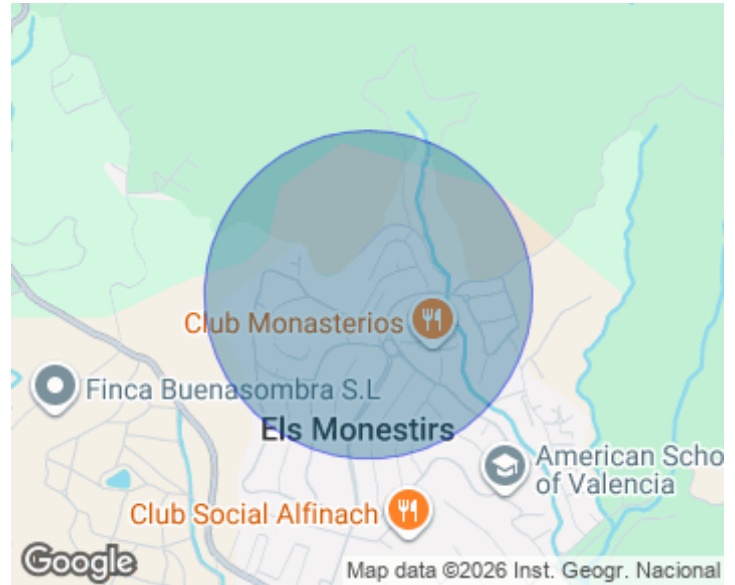 Club Monasterios
Finca Buenasombra S.L
Els Monestirs
American Scho
of Valencia
Club Social Alfinach
Google
Map data ©2026 Inst. Geogr. Nacional